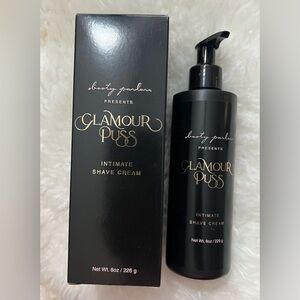 booty parlor
PRESENTS
GLAMOUR
PUSS
INTIMATE
SHAVE CREAM
Net Wt. 8oz / 226 g
booty parlor
PRESENTS
GLAMOUR
PUSS
INTIMATE
SHAVE CREAM
Net Wt. 8oz / 226 g